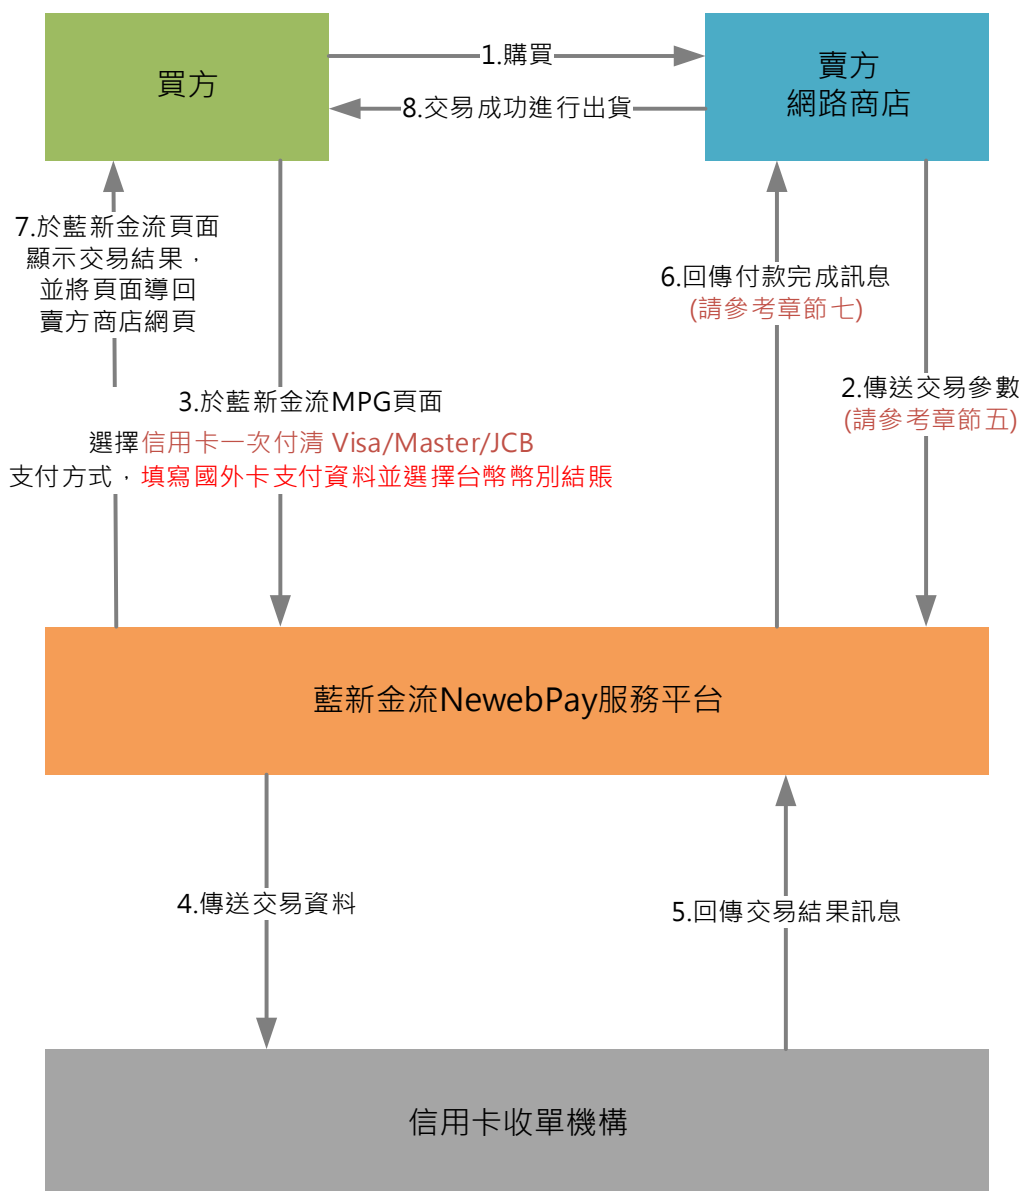 買方
1.購買
8.交易成功進行出貨
賣方
網路商店
7.於藍新金流頁面
顯示交易結果，
並將頁面導回
賣方商店網頁
6.回傳付款完成訊息
(請參考章節七)
3.於藍新金流MPG頁面
選擇信用卡一次付清 Visa/Master/JCB
支付方式，填寫國外卡支付資料並選擇台幣幣別結賬
2.傳送交易參數
(請參考章節五)
藍新金流NewebPay服務平台
4.傳送交易資料
5.回傳交易結果訊息
信用卡收單機構